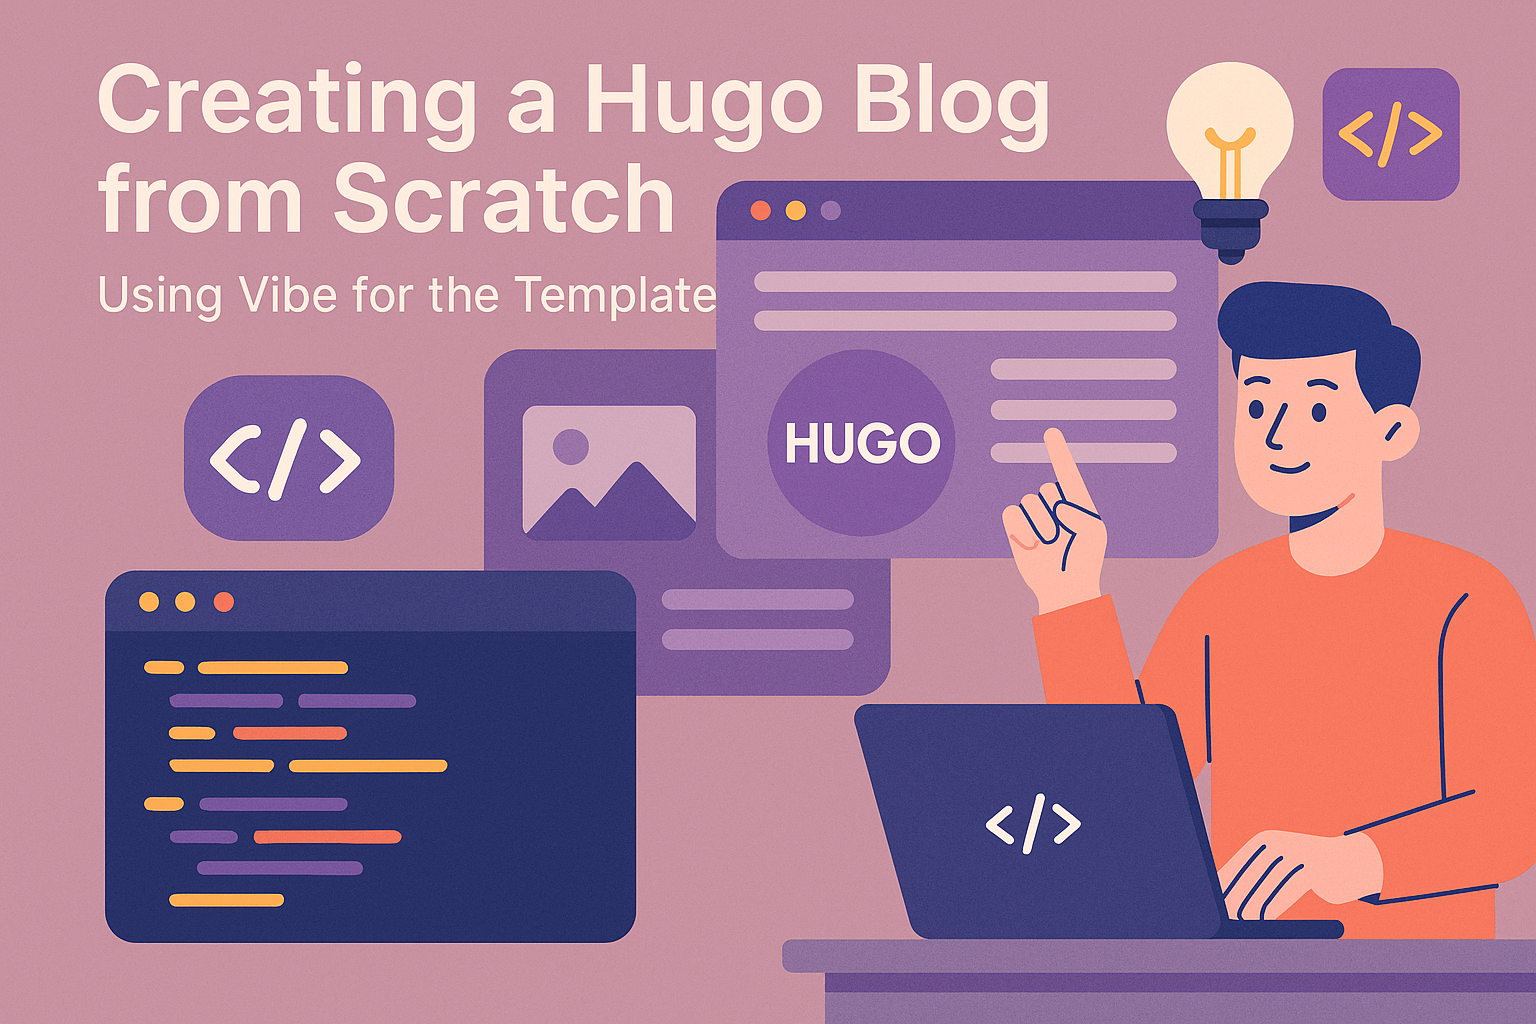 Creating a Hugo Blog
from Scratch
Using Vibe for the Template
</>
HUGO
</>
</>